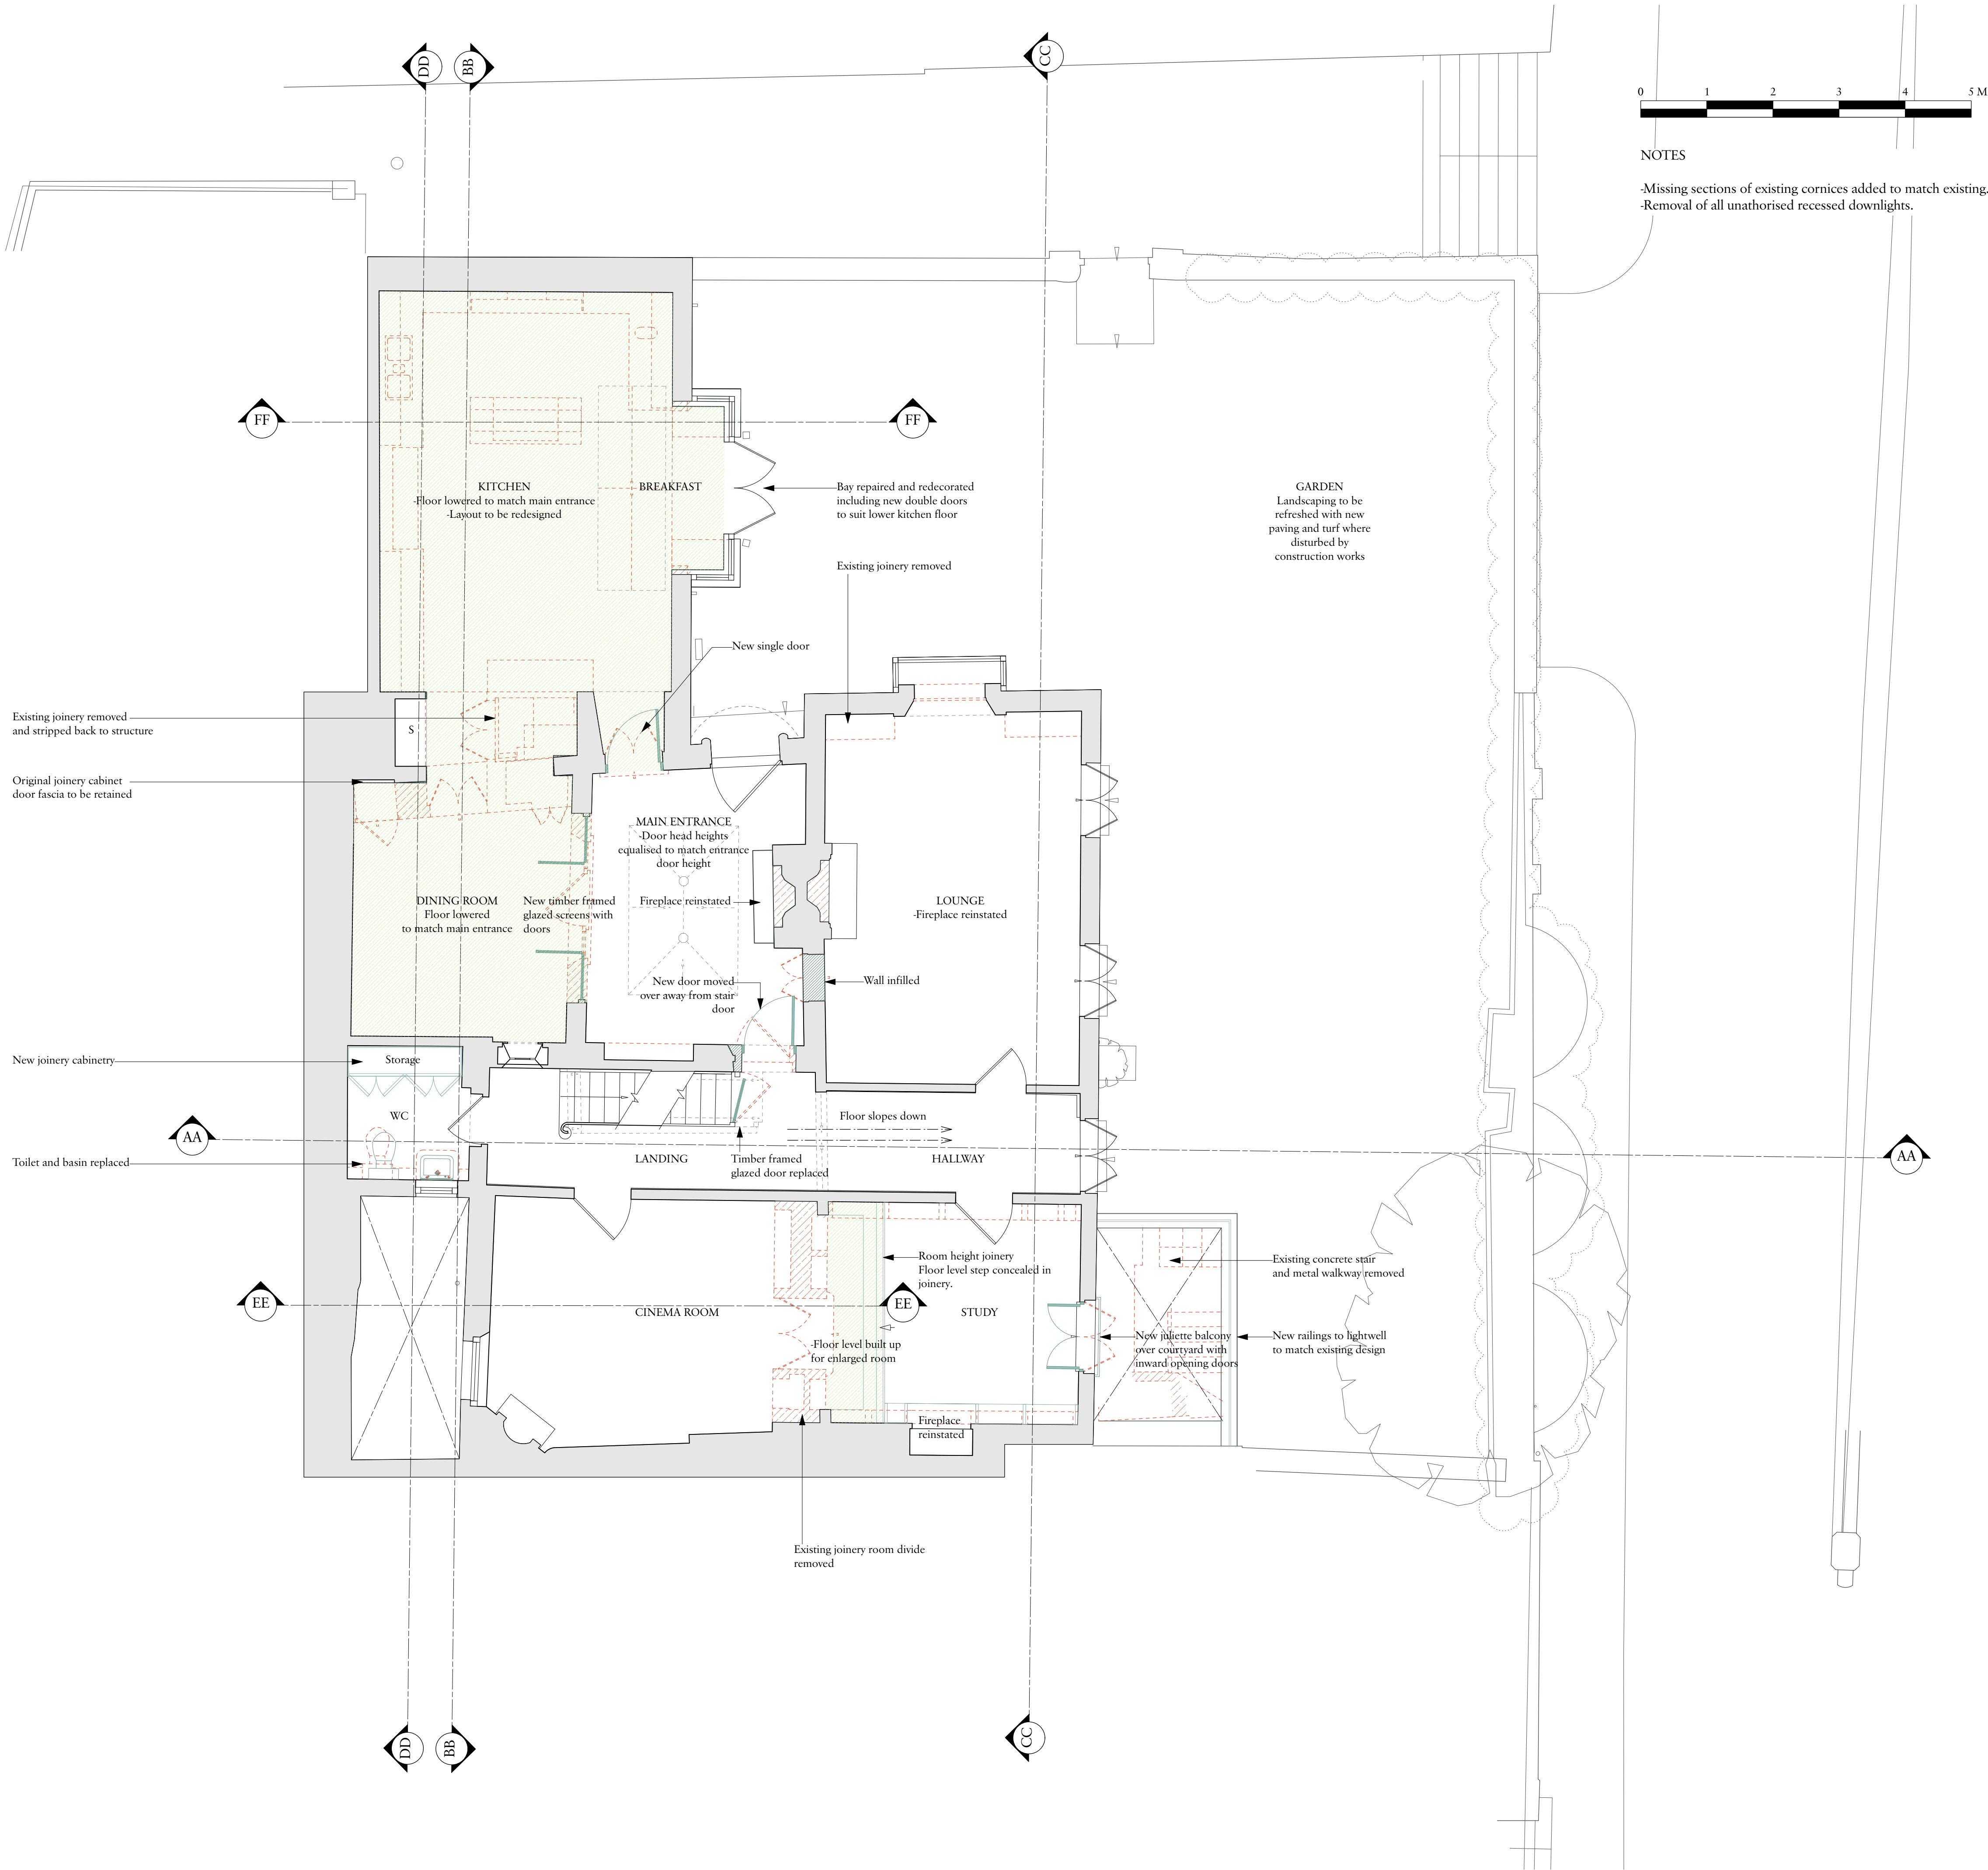 DD
BB
CC
0 1 2 3 4 5 M
NOTES
-Missing sections of existing cornices added to match existing.
-Removal of all unathorised recessed downlights.
FF
FF
KITCHEN
-Floor lowered to match main entrance
-Layout to be redesigned
BREAKFAST
Bay repaired and redecorated
including new double doors
to suit lower kitchen floor
GARDEN
Landscaping to be
refreshed with new
paving and turf where
disturbed by
construction works
Existing joinery removed
New single door
Existing joinery removed
and stripped back to structure
S
Original joinery cabinet
door fascia to be retained
MAIN ENTRANCE
-Door head heights
equalised to match entrance
door height
DINING ROOM
Floor lowered
to match main entrance
New timber framed
glazed screens with
doors
Fireplace reinstated
LOUNGE
-Fireplace reinstated
New door moved
over away from stair
door
Wall infilled
New joinery cabinetry
Storage
WC
Floor slopes down
AA
AA
Toilet and basin replaced
LANDING
Timber framed
glazed door replaced
HALLWAY
Room height joinery
Floor level step concealed in
joinery.
Existing concrete stair
and metal walkway removed
EE
EE
CINEMA ROOM
STUDY
-Floor level built up
for enlarged room
New juliette balcony
over courtyard with
inward opening doors
New railings to lightwell
to match existing design
Fireplace
reinstated
Existing joinery room divide
removed
DD
BB
CC